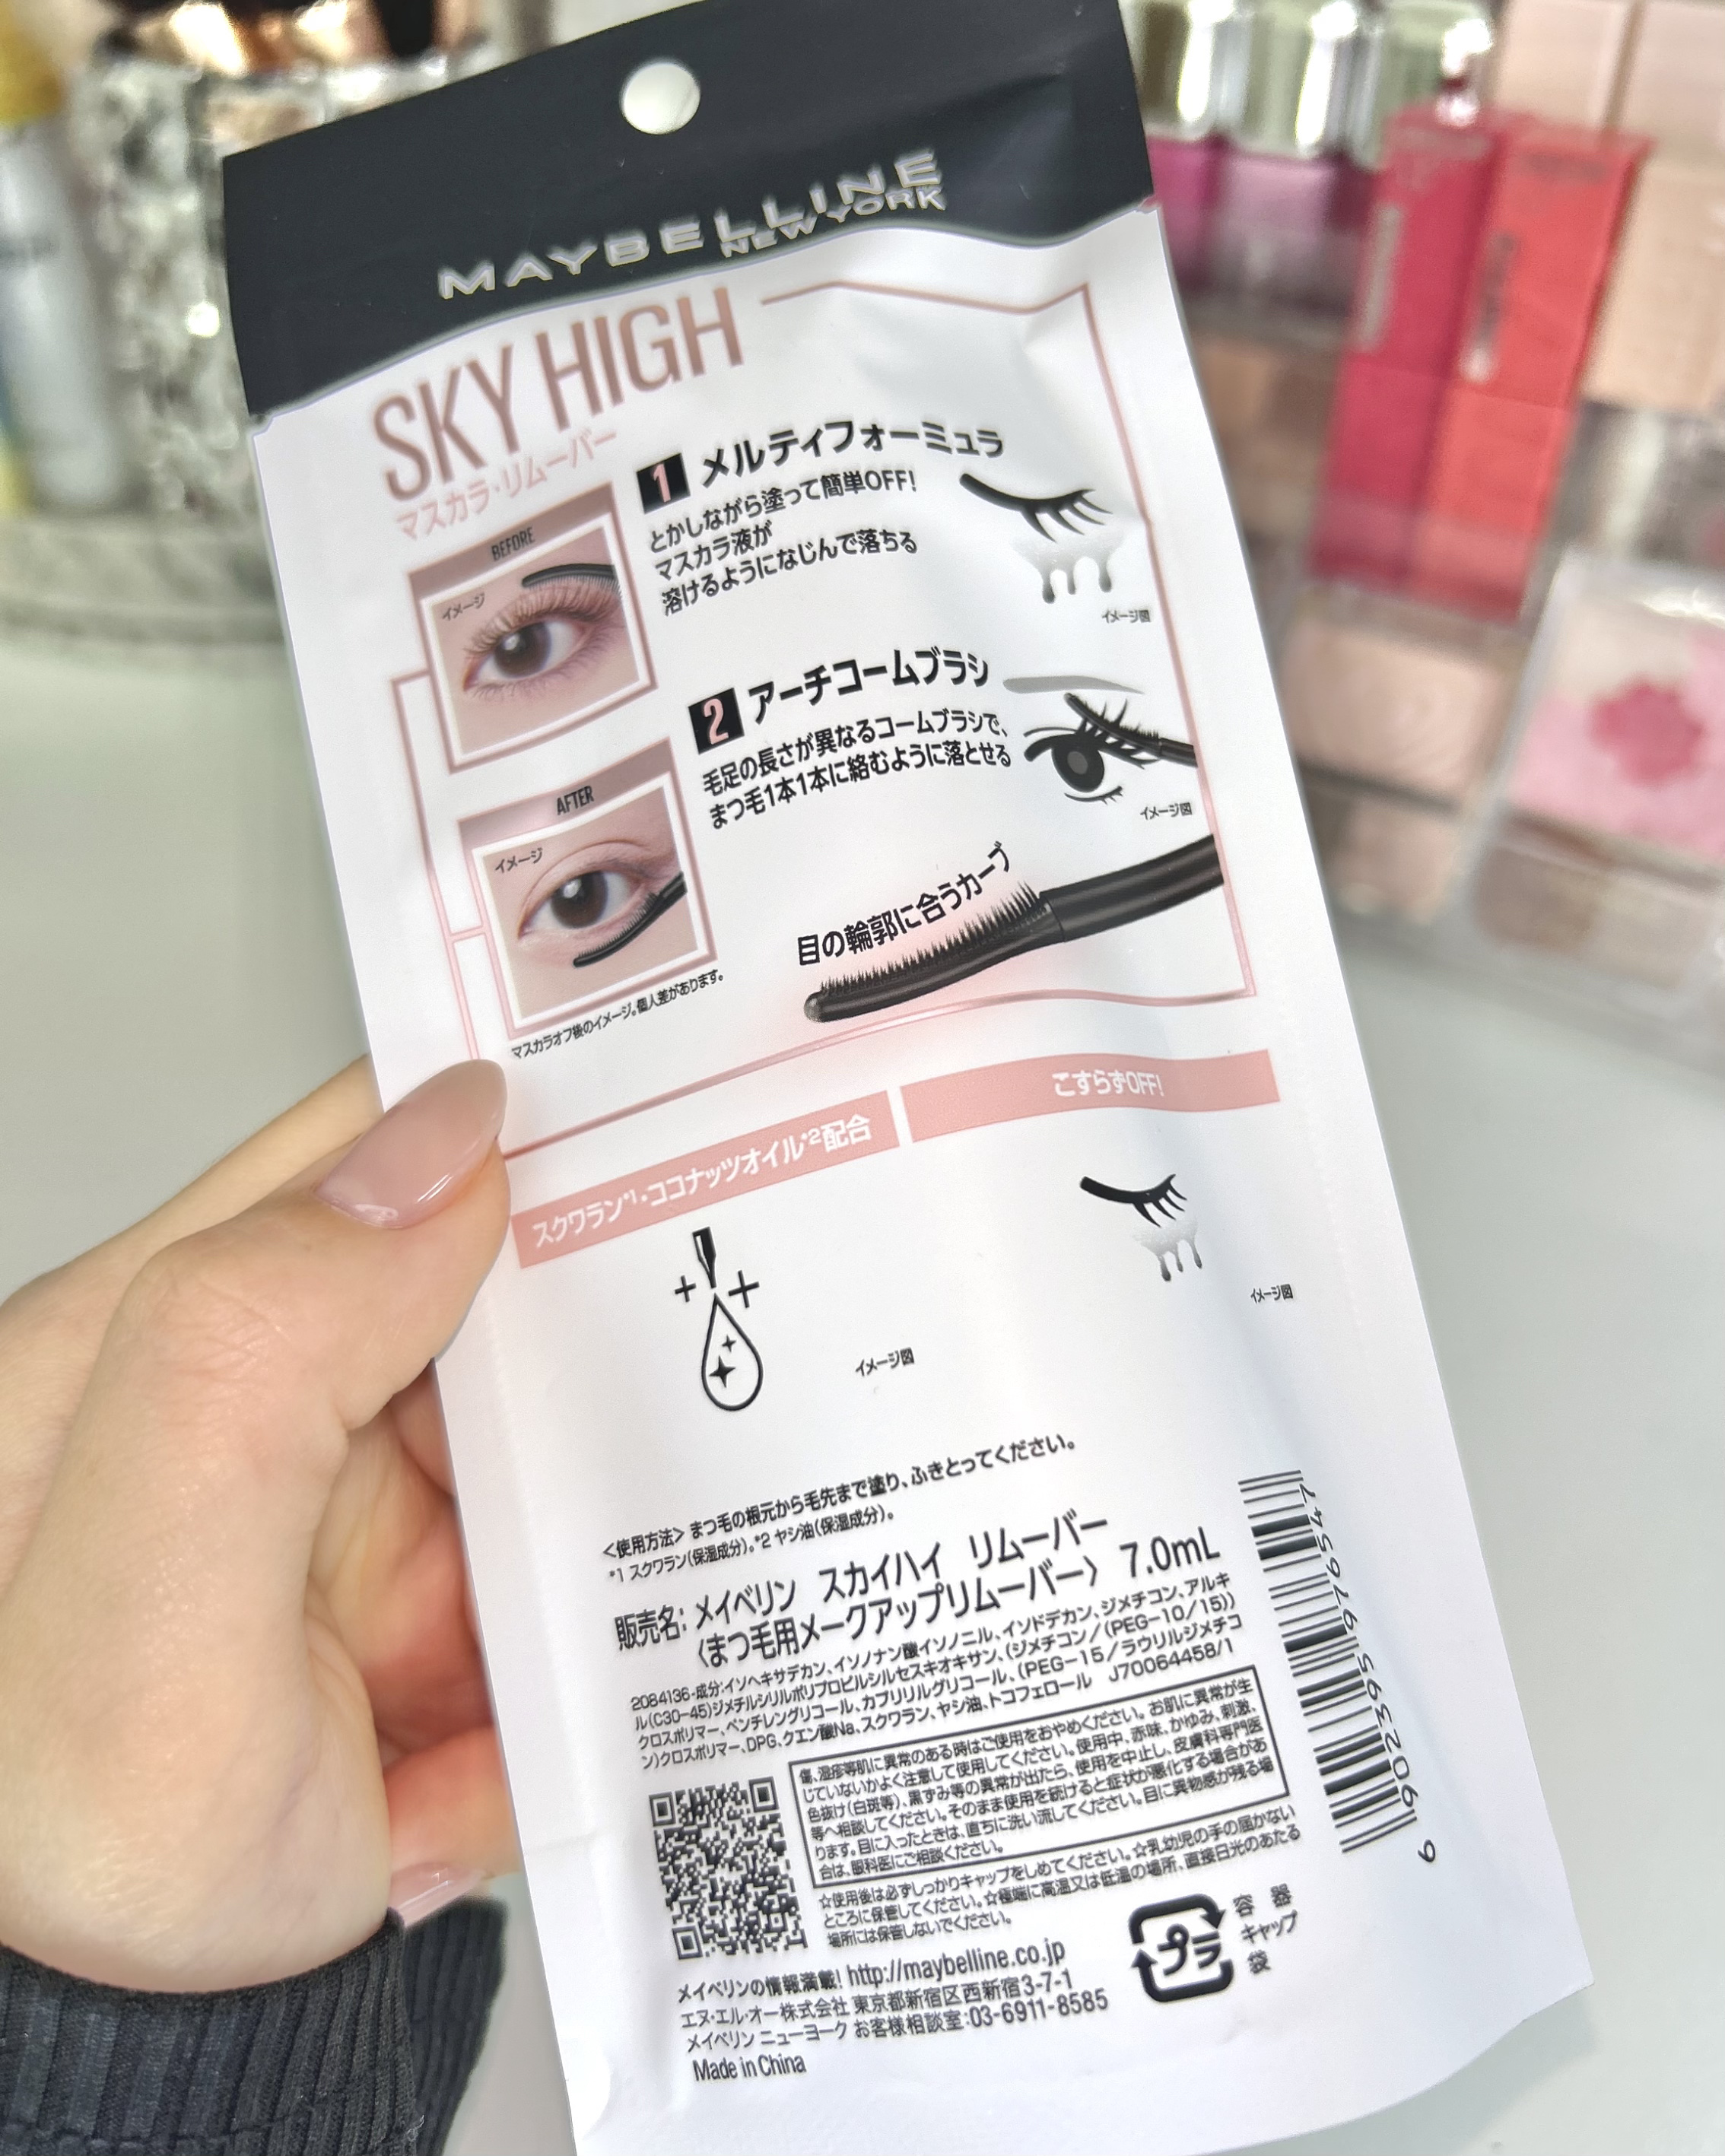 MAYBELLINE
NEW YORK
SKY HIGH
マスカラ・リムーバー
BEFORE
イメージ
1 メルティフォーミュラ
とかしながら塗って簡単OFF!
マスカラ液が
溶けるようになじんで落ちる
イメージ図
2 アーチコームブラシ
毛足の長さが異なるコームブラシで、
まつ毛1本1本に絡むように落とせる
イメージ図
AFTER
イメージ
マスカラオフ後のイメージ。個人差があります。
目の輪郭に合うカーブ
スクワラン*1・ココナッツオイル*2配合
イメージ図
こすらずOFF!
イメージ図
<使用方法> まつ毛の根元から毛先まで塗り、ふきとってください。
*1 スクワラン(保湿成分)。*2 ヤシ油(保湿成分)。
販売名: メイベリン スカイハイ リムーバー
〈まつ毛用メークアップリムーバー〉 7.0mL
2084136-成分:イソヘキサデカン、イソノナン酸イソノニル、イソドデカン、ジメチコン、アルキ
ル(C30-45)ジメチルシリルポリプロピルシルセスキオキサン、(ジメチコン/(PEG-10/15))
クロスポリマー、ペンチレングリコール、カプリリルグリコール、(PEG-15/ラウリルジメチコ
ン)クロスポリマー、DPG、クエン酸Na、スクワラン、ヤシ油、トコフェロール J70064458/1
傷、湿疹等肌に異常のある時はご使用をおやめください。お肌に異常が生
じていないかよく注意して使用してください。使用中、赤味、かゆみ、刺激、
色抜け(白斑等)、黒ずみ等の異常が出たら、使用を中止し、皮膚科専門医
等へ相談してください。そのまま使用を続けると症状が悪化する場合があ
ります。目に入ったときは、直ちに洗い流してください。目に異物感が残る場
合は、眼科医にご相談ください。
☆使用後は必ずしっかりキャップをしめてください。☆乳幼児の手の届かない
ところに保管してください。☆極端に高温又は低温の場所、直接日光のあたる
場所には保管しないでください。
メイベリンの情報満載! http://maybelline.co.jp
エヌ・エル・オー株式会社 東京都新宿区西新宿3-7-1
メイベリン ニューヨーク お客様相談室:03-6911-8585
Made in China
プラ
容器
キャップ
袋
6 902395 976547